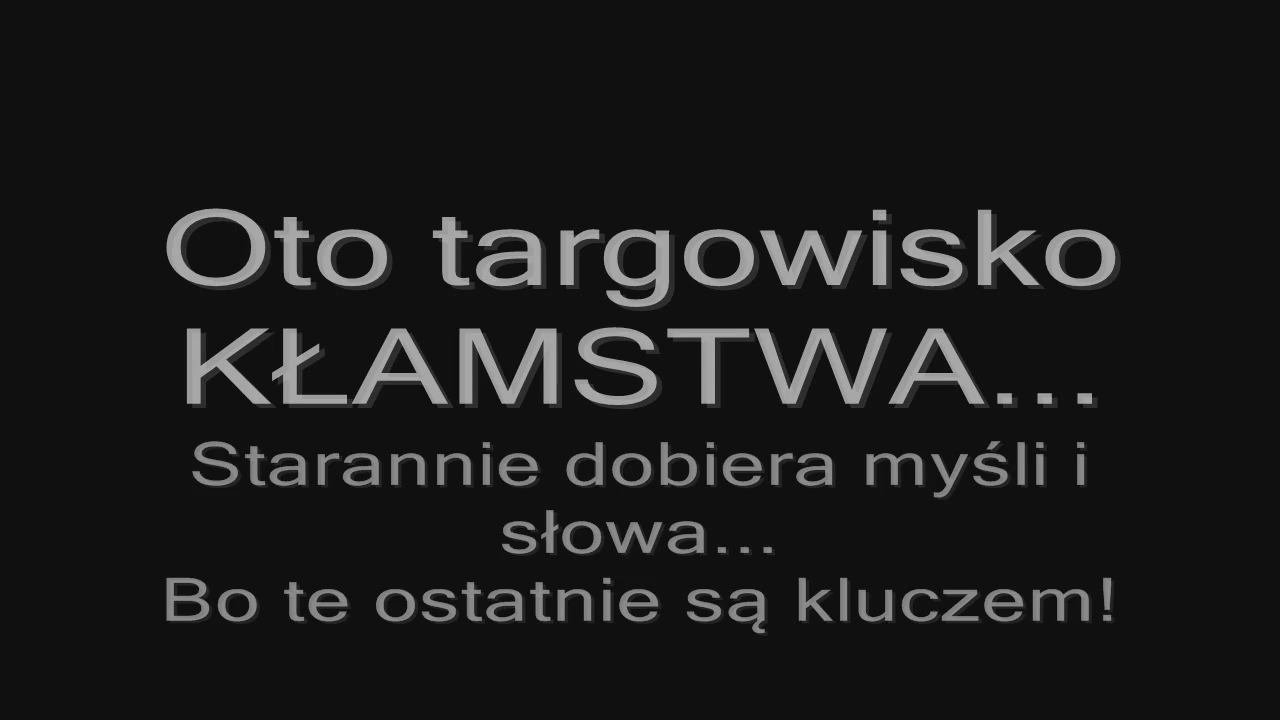 Oto targowisko
KŁAMSTWA...
Starannie dobiera myśli i
słowa...
Bo te ostatnie są kluczem!